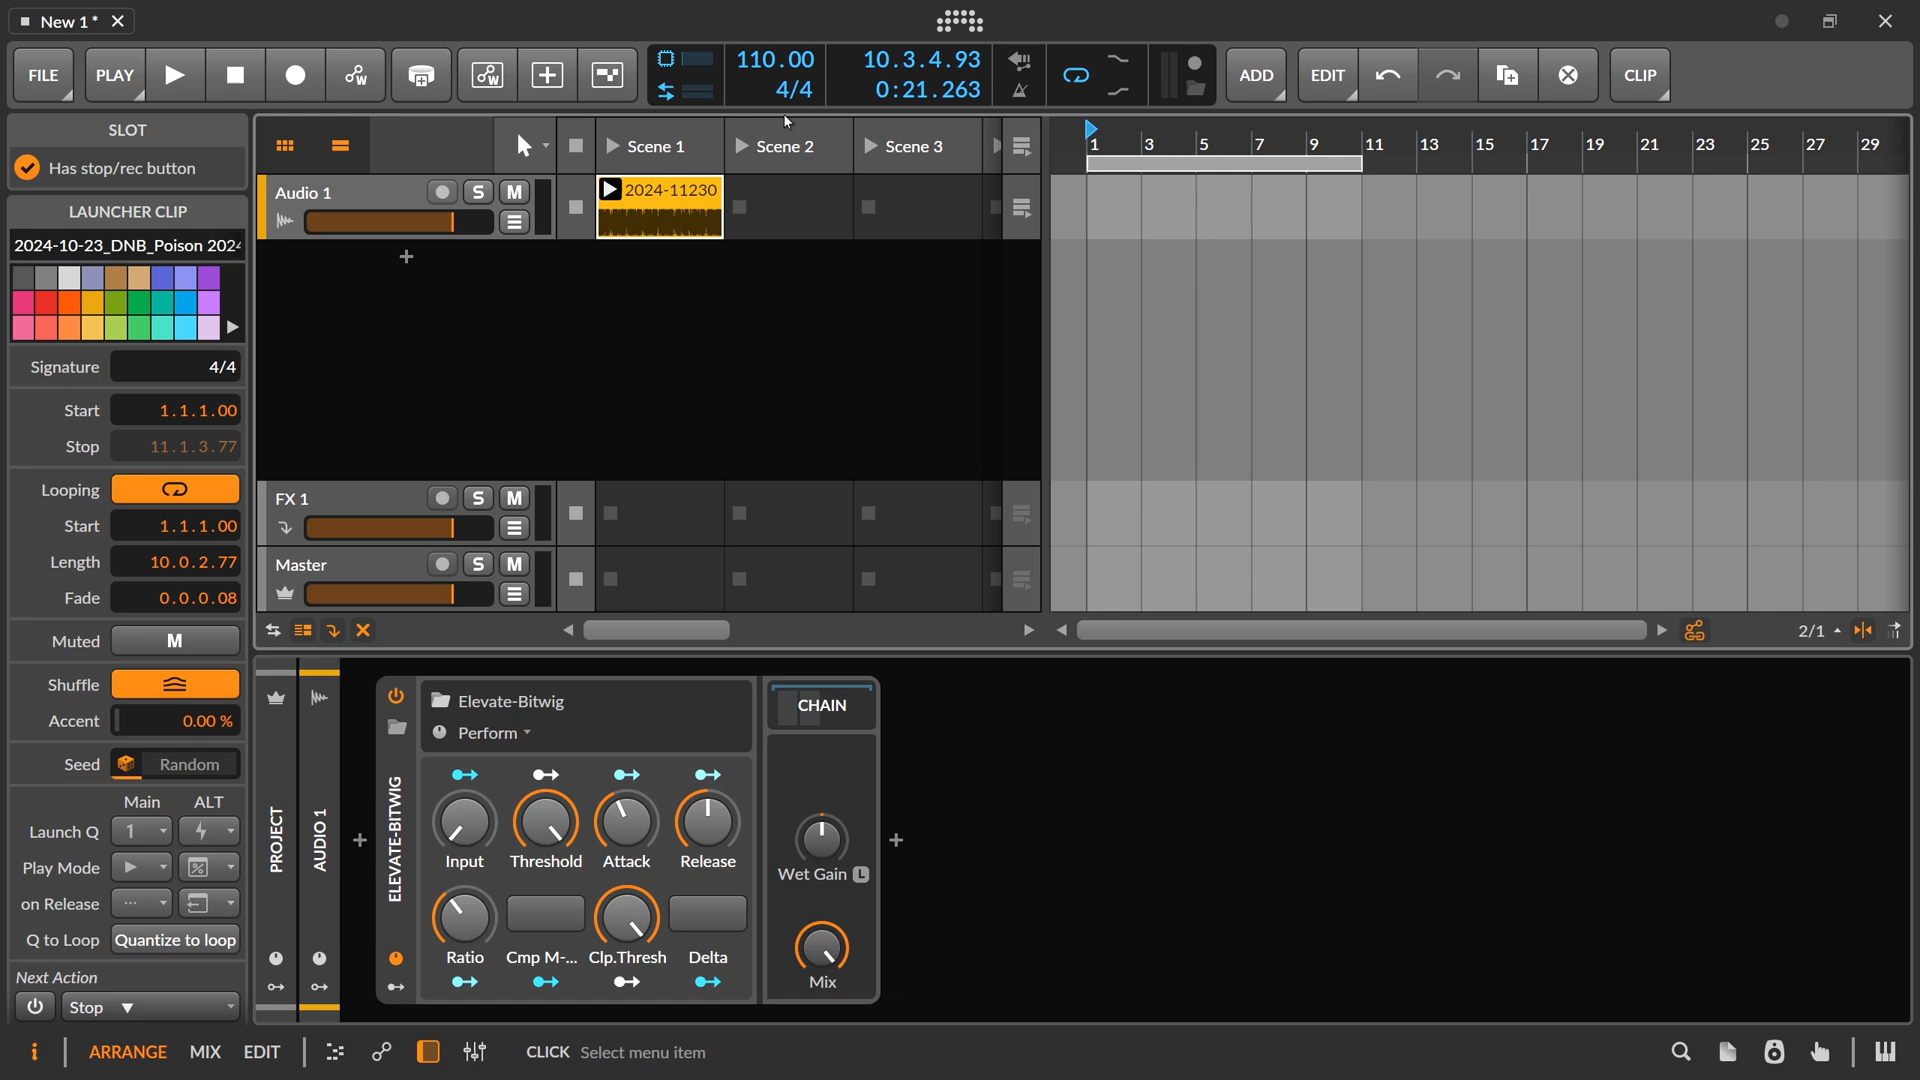 New 1*
FILE PLAY 110.00 4/4 10.3.4.93 0:21.263 ADD EDIT CLIP
SLOT
Has stop/rec button
LAUNCHER CLIP
2024-10-23_DNB_Poison 2024
Signature 4/4
Start 1.1.1.00
Stop 11.1.3.77
Looping
Start 1.1.1.00
Length 10.0.2.77
Fade 0.0.0.08
Muted M
Shuffle
Accent 0.00 %
Seed Random
Main ALT
Launch Q 1
Play Mode
on Release ...
Q to Loop Quantize to loop
Next Action
Stop
Scene 1 Scene 2 Scene 3
1 3 5 7 9 11 13 15 17 19 21 23 25 27 29
Audio 1 S M
2024-11230
FX 1 S M
Master S M
2/1
PROJECT
AUDIO 1
ELEVATE-BITWIG
Elevate-Bitwig
Perform
Input Threshold Attack Release
Ratio Cmp M-... Clp.Thresh Delta
CHAIN
Wet Gain L
Mix
i ARRANGE MIX EDIT CLICK Select menu item